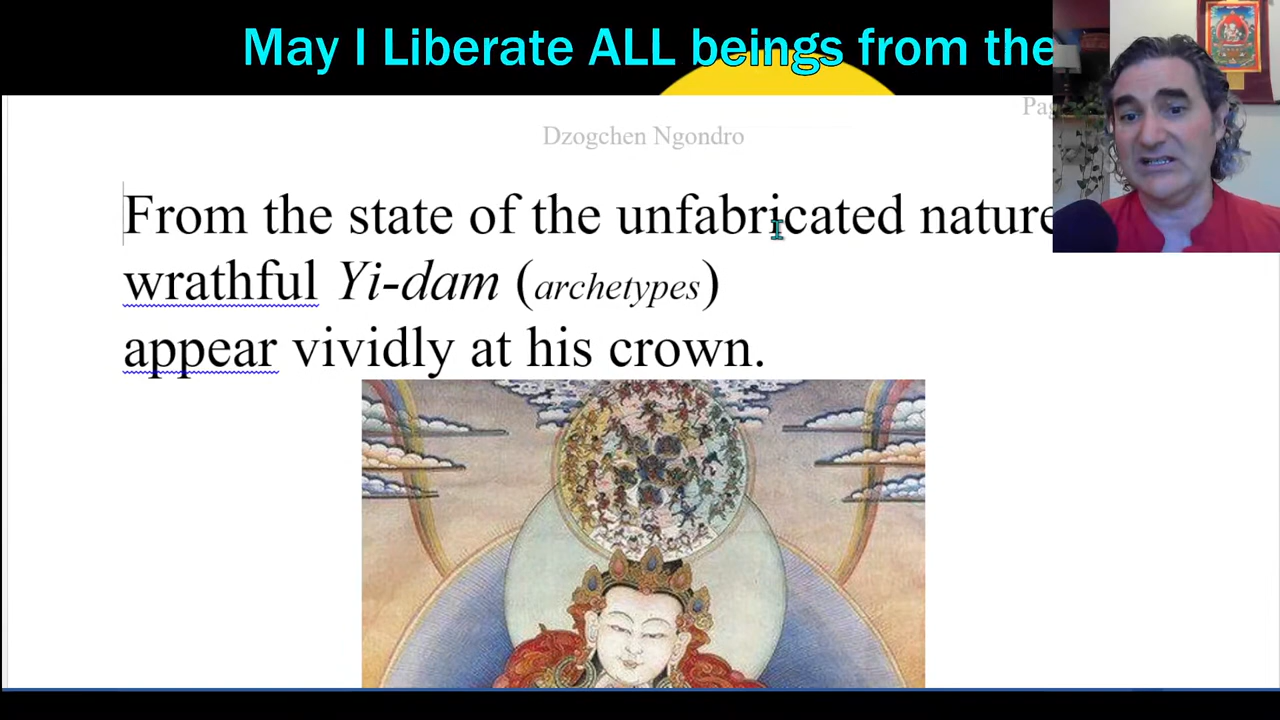 May I Liberate ALL beings from the
Dzogchen Ngondro
From the state of the unfabricated nature
wrathful Yi-dam (archetypes)
appear vividly at his crown.